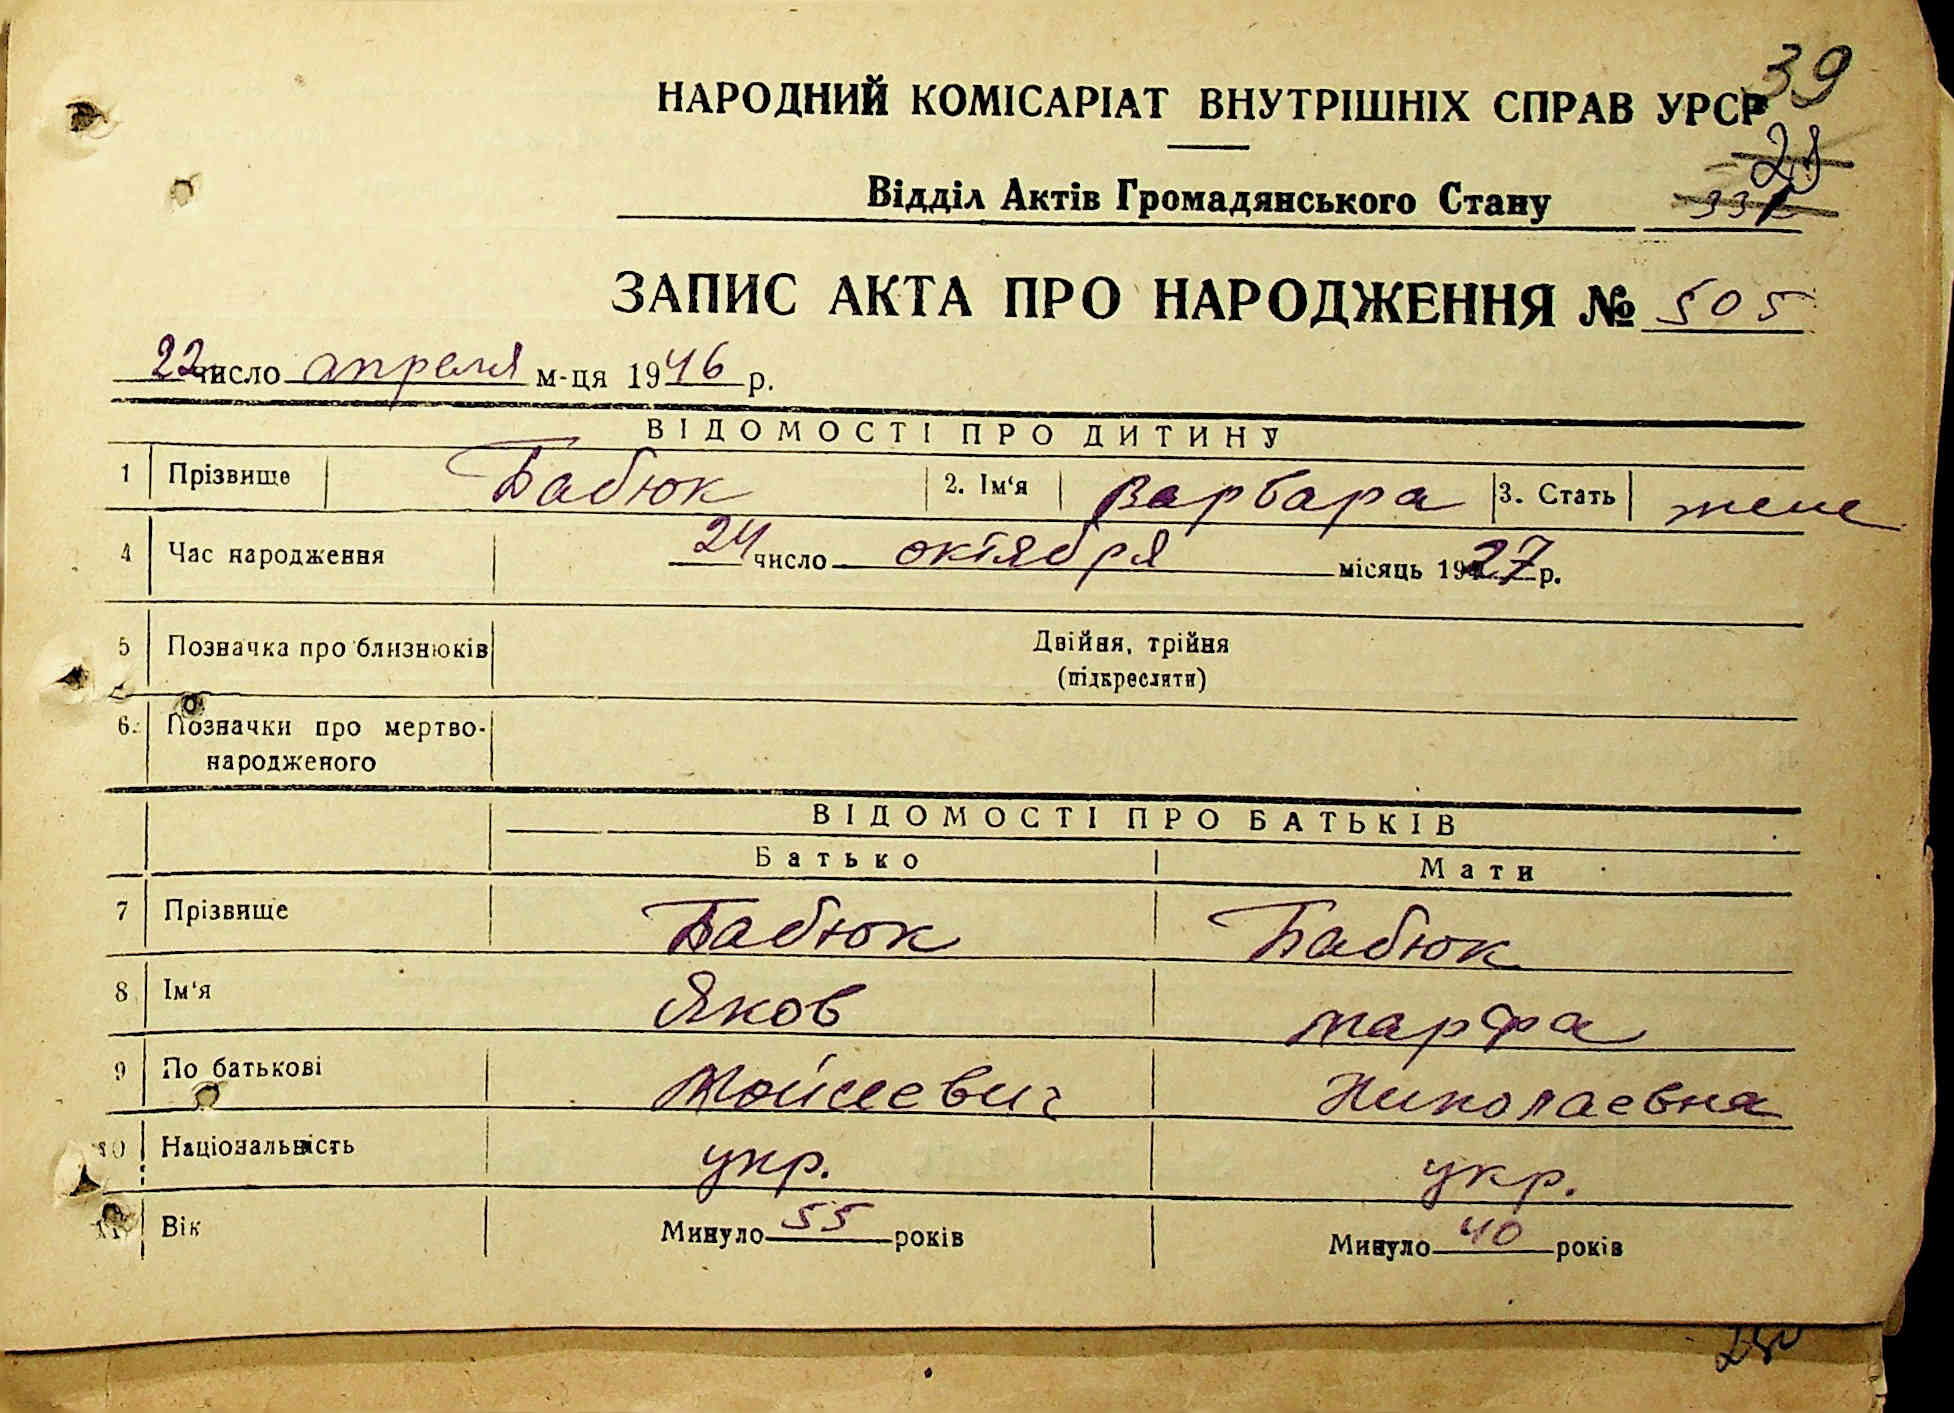 39
НАРОДНИЙ КОМІСАРІАТ ВНУТРІШНІХ СПРАВ УРСР
28
Відділ Актів Громадянського Стану
ЗАПИС АКТА ПРО НАРОДЖЕННЯ № 505
22 число апреля м-ця 1946 р.
ВІДОМОСТІ ПРО ДИТИНУ
1 Прізвище Бабюк 2. Ім'я Варбара 3. Стать жене
4 Час народження 24 число октября місяць 1927 р.
5 Позначка про близнюків Двійня, трійня
(підкреслити)
6. Позначки про мертво-
народженого
ВІДОМОСТІ ПРО БАТЬКІВ
Батько Мати
7 Прізвище Бабюк Бабюк
8 Ім'я Яков Марфа
9 По батькові Мойсеевич Николаевна
10 Національність укр. укр.
11 Вік Минуло 55 років Минуло 40 років